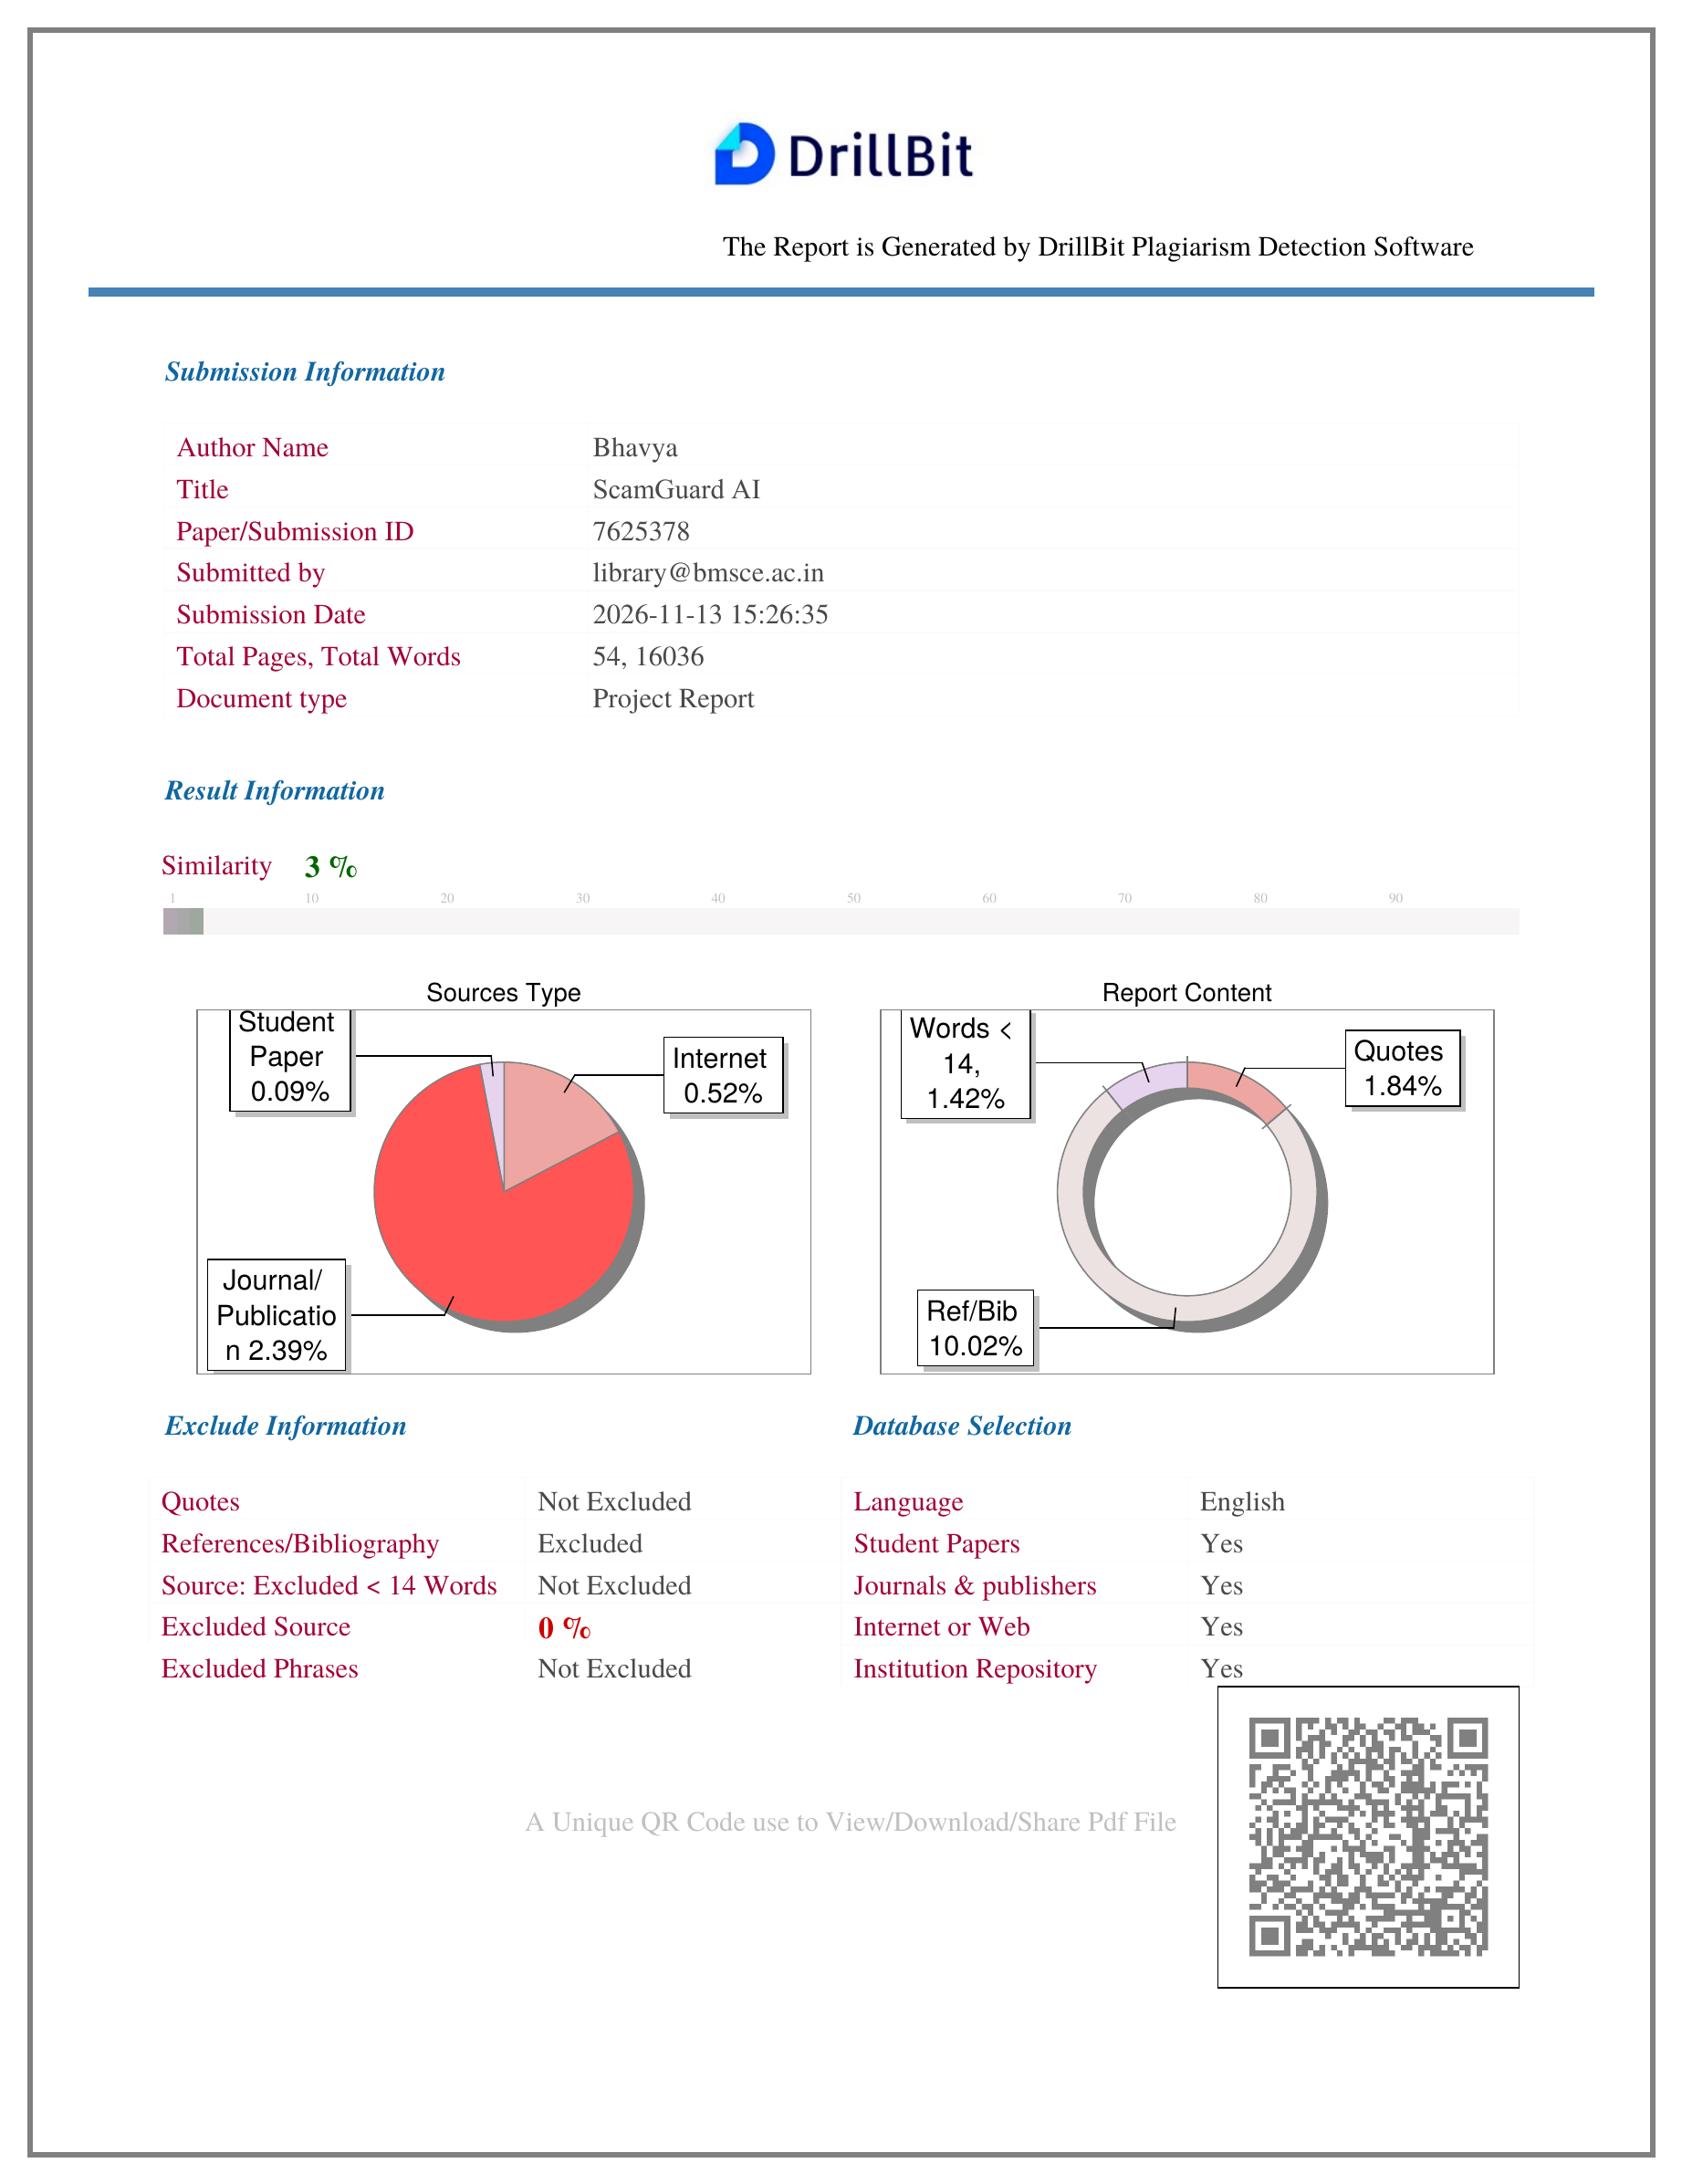 DrillBit
The Report is Generated by DrillBit Plagiarism Detection Software
Submission Information
Author Name Bhavya
Title ScamGuard AI
Paper/Submission ID 7625378
Submitted by library@bmsce.ac.in
Submission Date 2026-11-13 15:26:35
Total Pages, Total Words 54, 16036
Document type Project Report
Result Information
Similarity 3 %
1 10 20 30 40 50 60 70 80 90
Sources Type
Student
Paper
0.09%
Internet
0.52%
Journal/
Publicatio
n 2.39%
Report Content
Words <
14,
1.42%
Quotes
1.84%
Ref/Bib
10.02%
Exclude Information
Quotes Not Excluded
References/Bibliography Excluded
Source: Excluded < 14 Words Not Excluded
Excluded Source 0 %
Excluded Phrases Not Excluded
Database Selection
Language English
Student Papers Yes
Journals & publishers Yes
Internet or Web Yes
Institution Repository Yes
A Unique QR Code use to View/Download/Share Pdf File